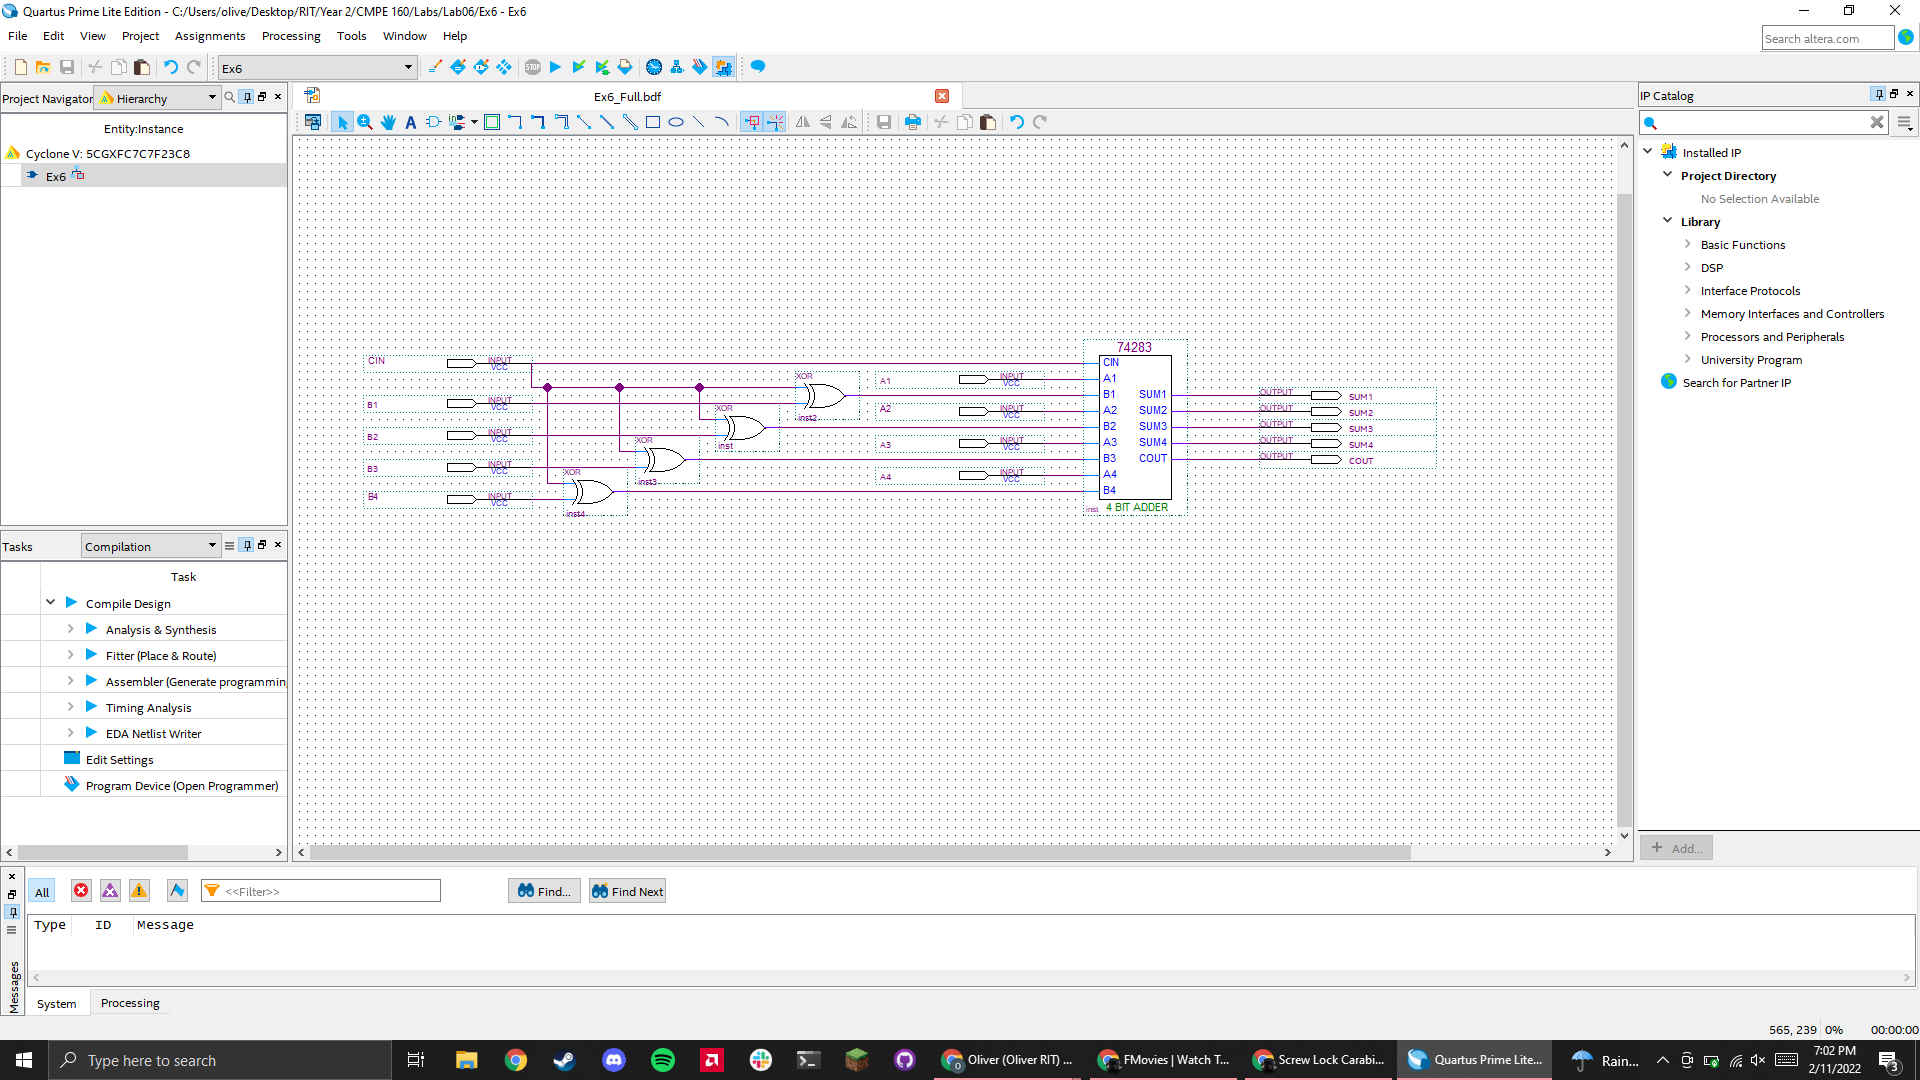 Quartus Prime Lite Edition - C:/Users/olive/Desktop/RIT/Year 2/CMPE 160/Labs/Lab06/Ex6 - Ex6
File Edit View Project Assignments Processing Tools Window Help
Search altera.com
Ex6
STOP
Project Navigator Hierarchy
Entity:Instance
Cyclone V: 5CGXFC7C7F23C8
Ex6
Ex6_Full.bdf
CIN INPUT VCC
B1 INPUT VCC
B2 INPUT VCC
B3 INPUT VCC
B4 INPUT VCC
XOR inst2
XOR inst
XOR inst3
XOR inst4
A1 INPUT VCC
A2 INPUT VCC
A3 INPUT VCC
A4 INPUT VCC
74283
CIN
A1
B1 SUM1
A2 SUM2
B2 SUM3
A3 SUM4
B3 COUT
A4
B4
inst 4 BIT ADDER
OUTPUT SUM1
OUTPUT SUM2
OUTPUT SUM3
OUTPUT SUM4
OUTPUT COUT
IP Catalog
Installed IP
Project Directory
No Selection Available
Library
Basic Functions
DSP
Interface Protocols
Memory Interfaces and Controllers
Processors and Peripherals
University Program
Search for Partner IP
+ Add...
Tasks Compilation
Task
Compile Design
Analysis & Synthesis
Fitter (Place & Route)
Assembler (Generate programmin
Timing Analysis
EDA Netlist Writer
Edit Settings
Program Device (Open Programmer)
All <<Filter>> Find... Find Next
Type ID Message
Messages
System Processing
565, 239 0% 00:00:00
Type here to search
Oliver (Oliver RIT) ...
FMovies | Watch T...
Screw Lock Carabi...
Quartus Prime Lite...
Rain...
7:02 PM
2/11/2022
3